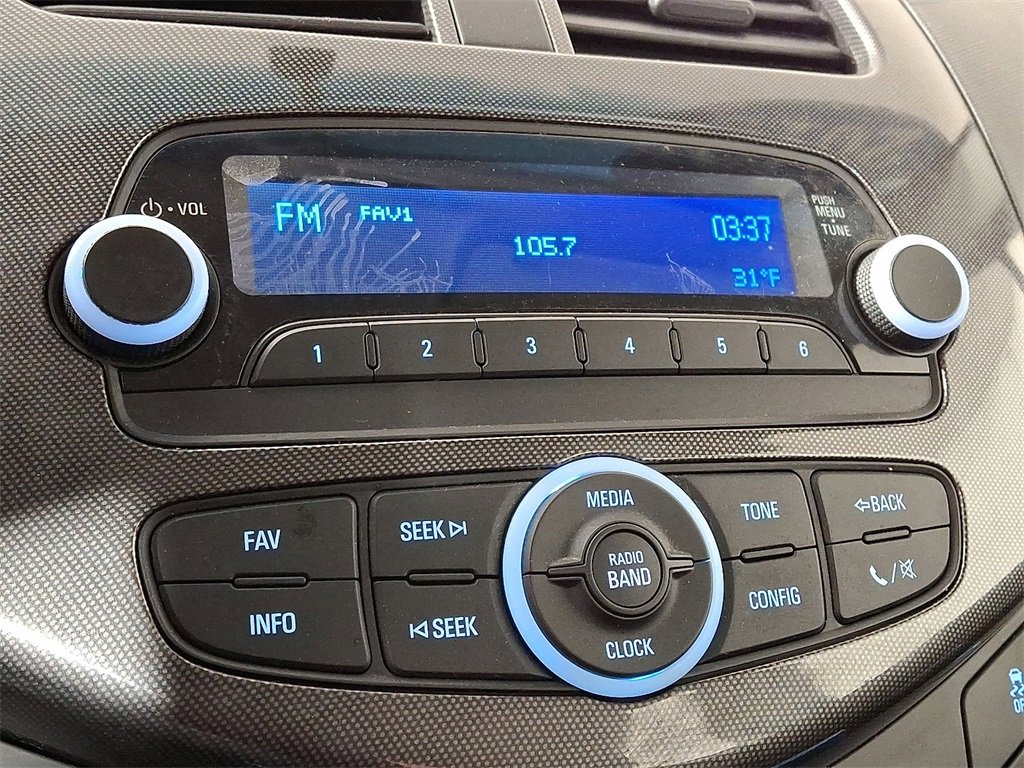 VOL
FM FAV1
105.7
03:37
31°F
PUSH
MENU
TUNE
1 2 3 4 5 6
FAV
INFO
SEEK
SEEK
MEDIA
RADIO
BAND
CLOCK
TONE
CONFIG
BACK